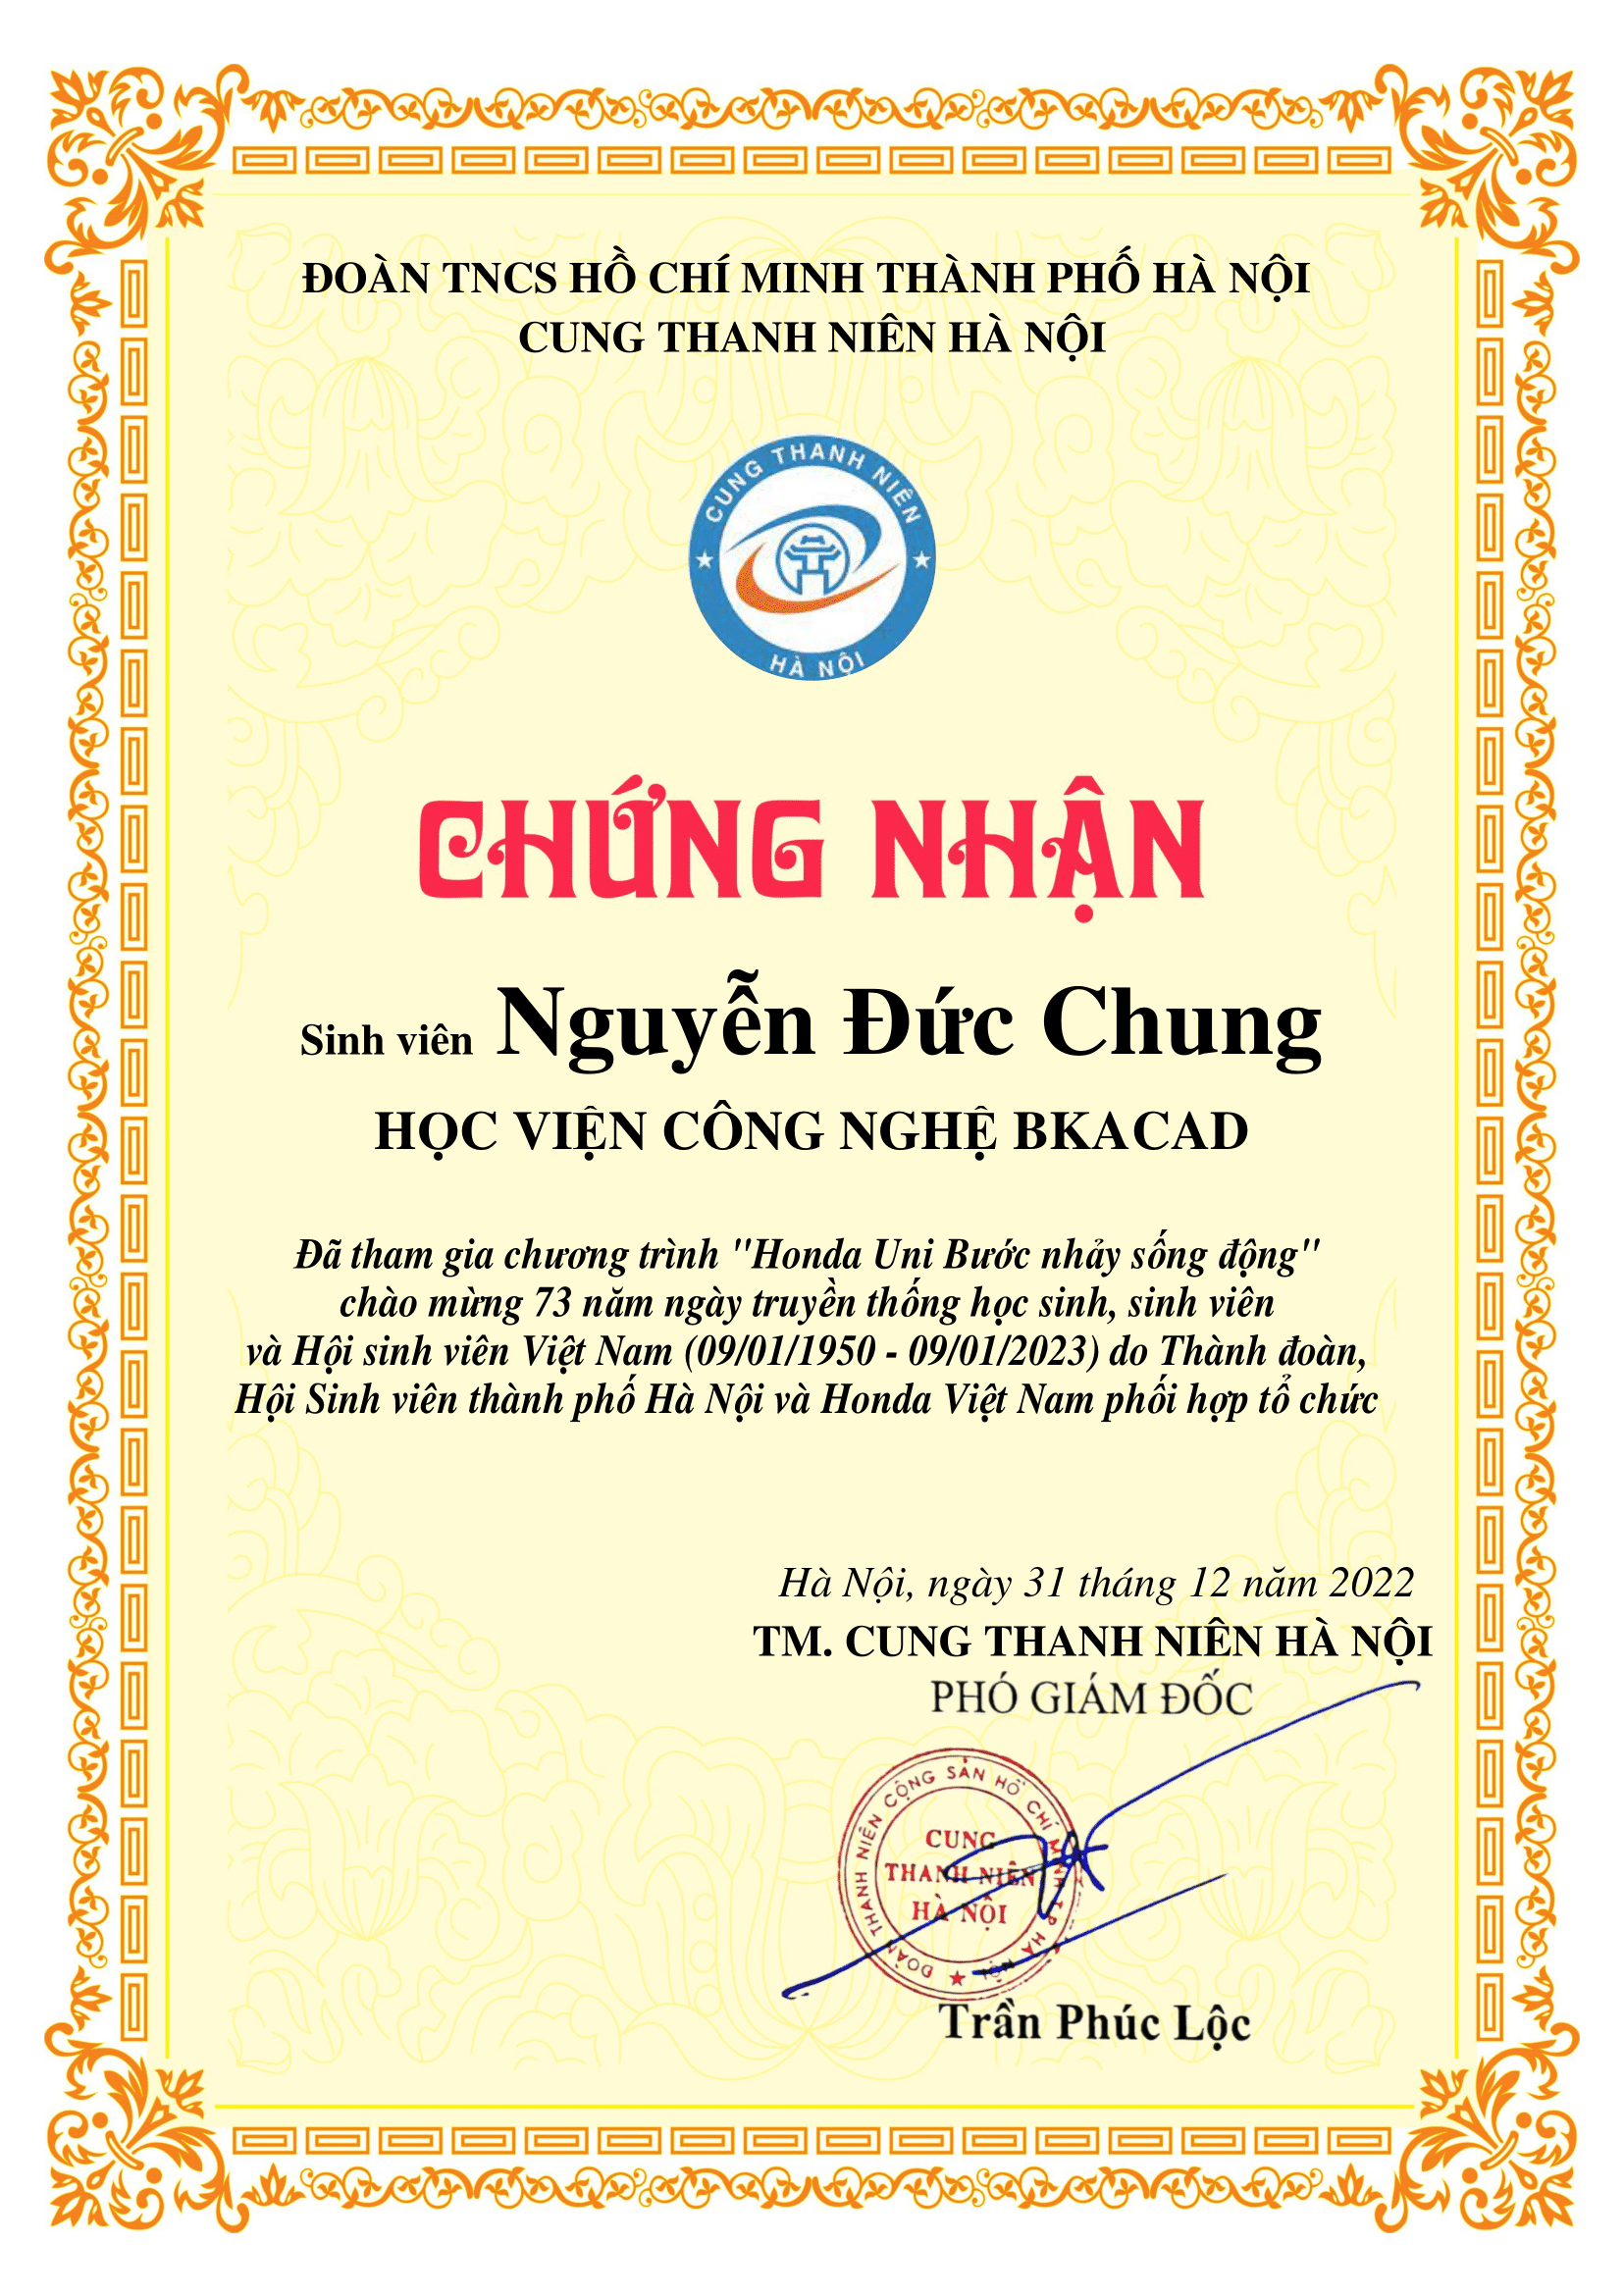 ĐOÀN TNCS HỒ CHÍ MINH THÀNH PHỐ HÀ NỘI
CUNG THANH NIÊN HÀ NỘI
CUNG THANH NIÊN
HÀ NỘI
CHỨNG NHẬN
Sinh viên Nguyễn Đức Chung
HỌC VIỆN CÔNG NGHỆ BKACAD
Đã tham gia chương trình "Honda Uni Bước nhảy sống động"
chào mừng 73 năm ngày truyền thống học sinh, sinh viên
và Hội sinh viên Việt Nam (09/01/1950 - 09/01/2023) do Thành đoàn,
Hội Sinh viên thành phố Hà Nội và Honda Việt Nam phối hợp tổ chức
Hà Nội, ngày 31 tháng 12 năm 2022
TM. CUNG THANH NIÊN HÀ NỘI
PHÓ GIÁM ĐỐC
ĐOÀN THANH NIÊN CỘNG SẢN HỒ CHÍ MINH T.P HÀ NỘI
CUNG
THANH NIÊN
HÀ NỘI
Trần Phúc Lộc